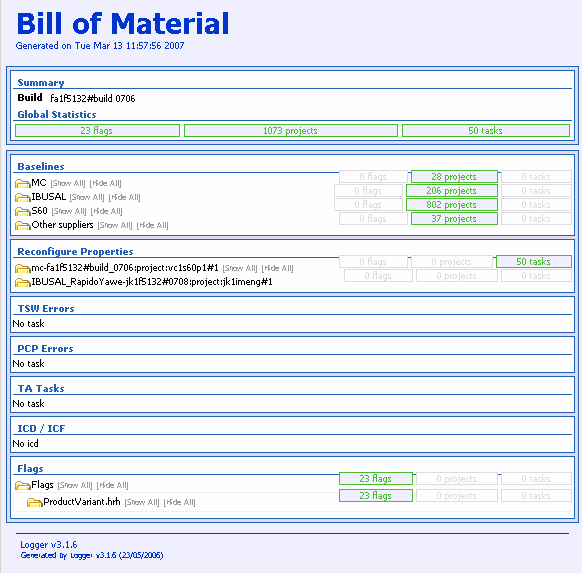 Bill of Material
Generated on Tue Mar 13 11:57:56 2007
Summary
Build fa1f5132#build 0706
Global Statistics
23 flags 1073 projects 50 tasks
Baselines
0 flags 28 projects 0 tasks
MC [Show All] [Hide All]
0 flags 206 projects 0 tasks
IBUSAL [Show All] [Hide All]
0 flags 802 projects 0 tasks
S60 [Show All] [Hide All]
0 flags 37 projects 0 tasks
Other suppliers [Show All] [Hide All]
Reconfigure Properties
0 flags 0 projects 50 tasks
mc-fa1f5132#build_0706:project:vc1s60p1#1 [Show All] [Hide All]
0 flags 0 projects 0 tasks
IBUSAL_RapidoYawe-jk1f5132#0708:project:jk1imeng#1
TSW Errors
No task
PCP Errors
No task
TA Tasks
No task
ICD / ICF
No icd
Flags
23 flags 0 projects 0 tasks
Flags [Show All] [Hide All]
23 flags 0 projects 0 tasks
ProductVariant.hrh [Show All] [Hide All]
Logger v3.1.6
Generated by Logger v3.1.6 (23/05/2006)